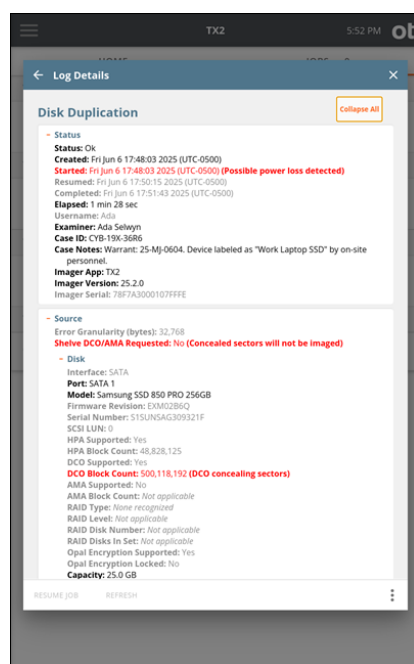 TX2
5:52 PM
ot
HOME
← Log Details ×
Disk Duplication
Collapse All
− Status
Status: Ok
Created: Fri Jun 6 17:48:03 2025 (UTC-0500)
Started: Fri Jun 6 17:48:03 2025 (UTC-0500) (Possible power loss detected)
Resumed: Fri Jun 6 17:50:15 2025 (UTC-0500)
Completed: Fri Jun 6 17:51:43 2025 (UTC-0500)
Elapsed: 1 min 28 sec
Username: Ada
Examiner: Ada Selwyn
Case ID: CYB-19X-36R6
Case Notes: Warrant: 25-MJ-0604. Device labeled as "Work Laptop SSD" by on-site
personnel.
Imager App: TX2
Imager Version: 25.2.0
Imager Serial: 78F7A3000107FFFE
− Source
Error Granularity (bytes): 32,768
Shelve DCO/AMA Requested: No (Concealed sectors will not be imaged)
− Disk
Interface: SATA
Port: SATA 1
Model: Samsung SSD 850 PRO 256GB
Firmware Revision: EXM02B6Q
Serial Number: S1SUNSAG309321F
SCSI LUN: 0
HPA Supported: Yes
HPA Block Count: 48,828,125
DCO Supported: Yes
DCO Block Count: 500,118,192 (DCO concealing sectors)
AMA Supported: No
AMA Block Count: Not applicable
RAID Type: None recognized
RAID Level: Not applicable
RAID Disk Number: Not applicable
RAID Disks In Set: Not applicable
Opal Encryption Supported: Yes
Opal Encryption Locked: No
Capacity: 25.0 GB
RESUME JOB REFRESH